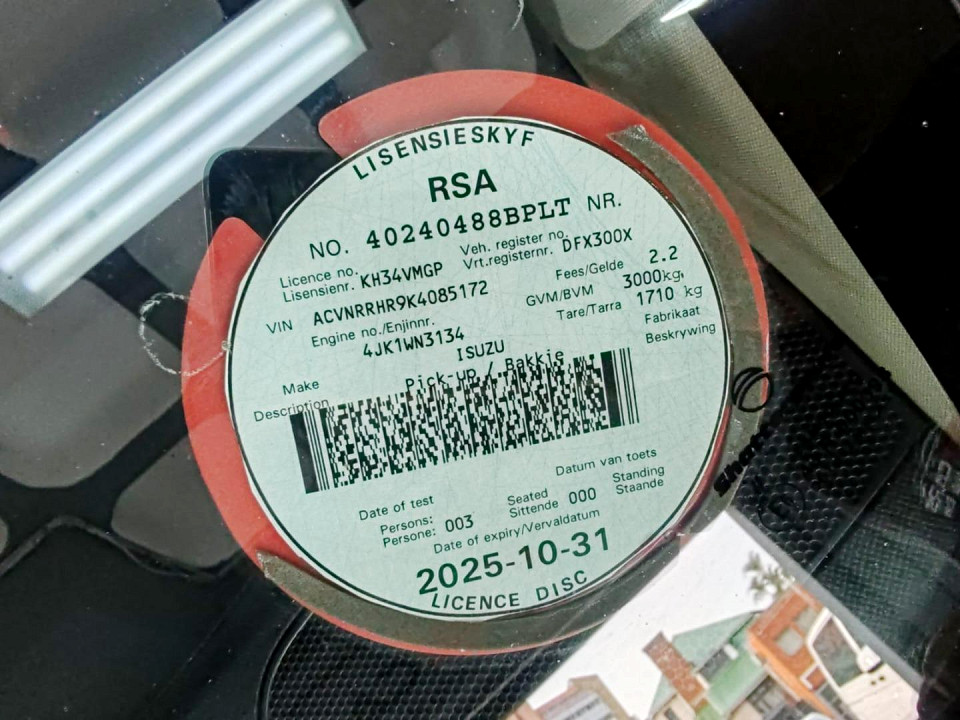 LISENSIESKYF
RSA
NO. 40240488BPLT NR.
Licence no. Veh. register no.
Lisensienr. KH34VMGP Vrt.registernr. DFX300X
VIN ACVNRRHR9K4085172 Fees/Gelde 2.2
Engine no./Enjinnr. GVM/BVM 3000kg.
4JK1WN3134 Tare/Tarra 1710 kg
Make ISUZU Fabrikaat
Description Pick-up / Bakkie Beskrywing
Date of test Datum van toets
Persons: Seated Standing
Persone: 003 Sittende 000 Staande
Date of expiry/Vervaldatum
2025-10-31
LICENCE DISC